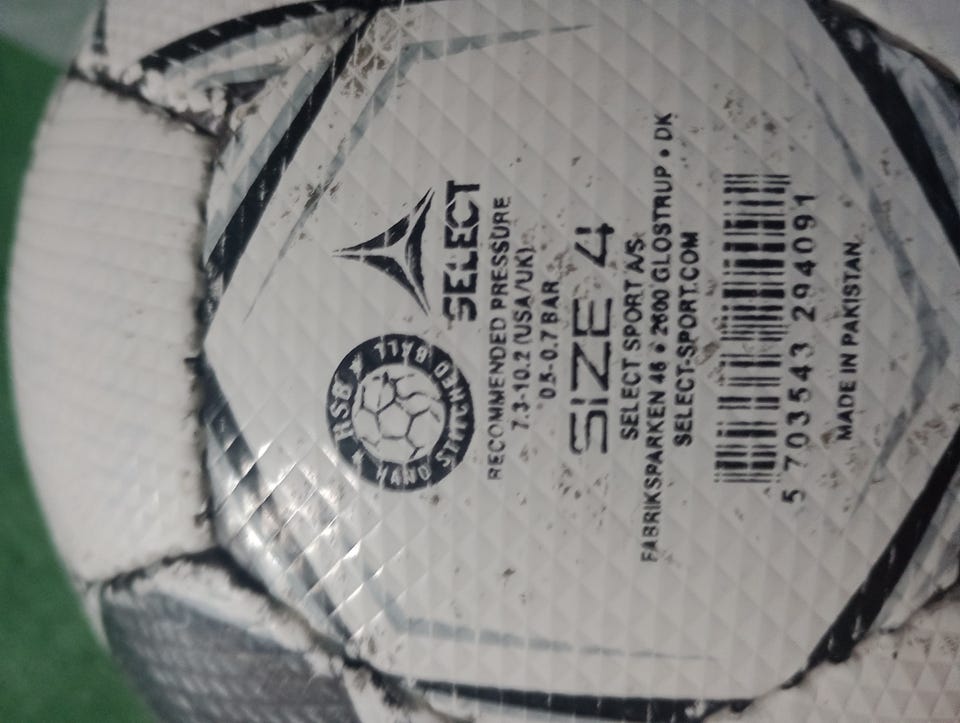 HSB
HAND STITCHED BALL
SELECT
RECOMMENDED PRESSURE
7.3-10.2 (USA/UK)
0.5-0.7 BAR
SIZE 4
SELECT SPORT A/S
FABRIKSPARKEN 46 • 2600 GLOSTRUP • DK
SELECT-SPORT.COM
5 703543 294091
MADE IN PAKISTAN